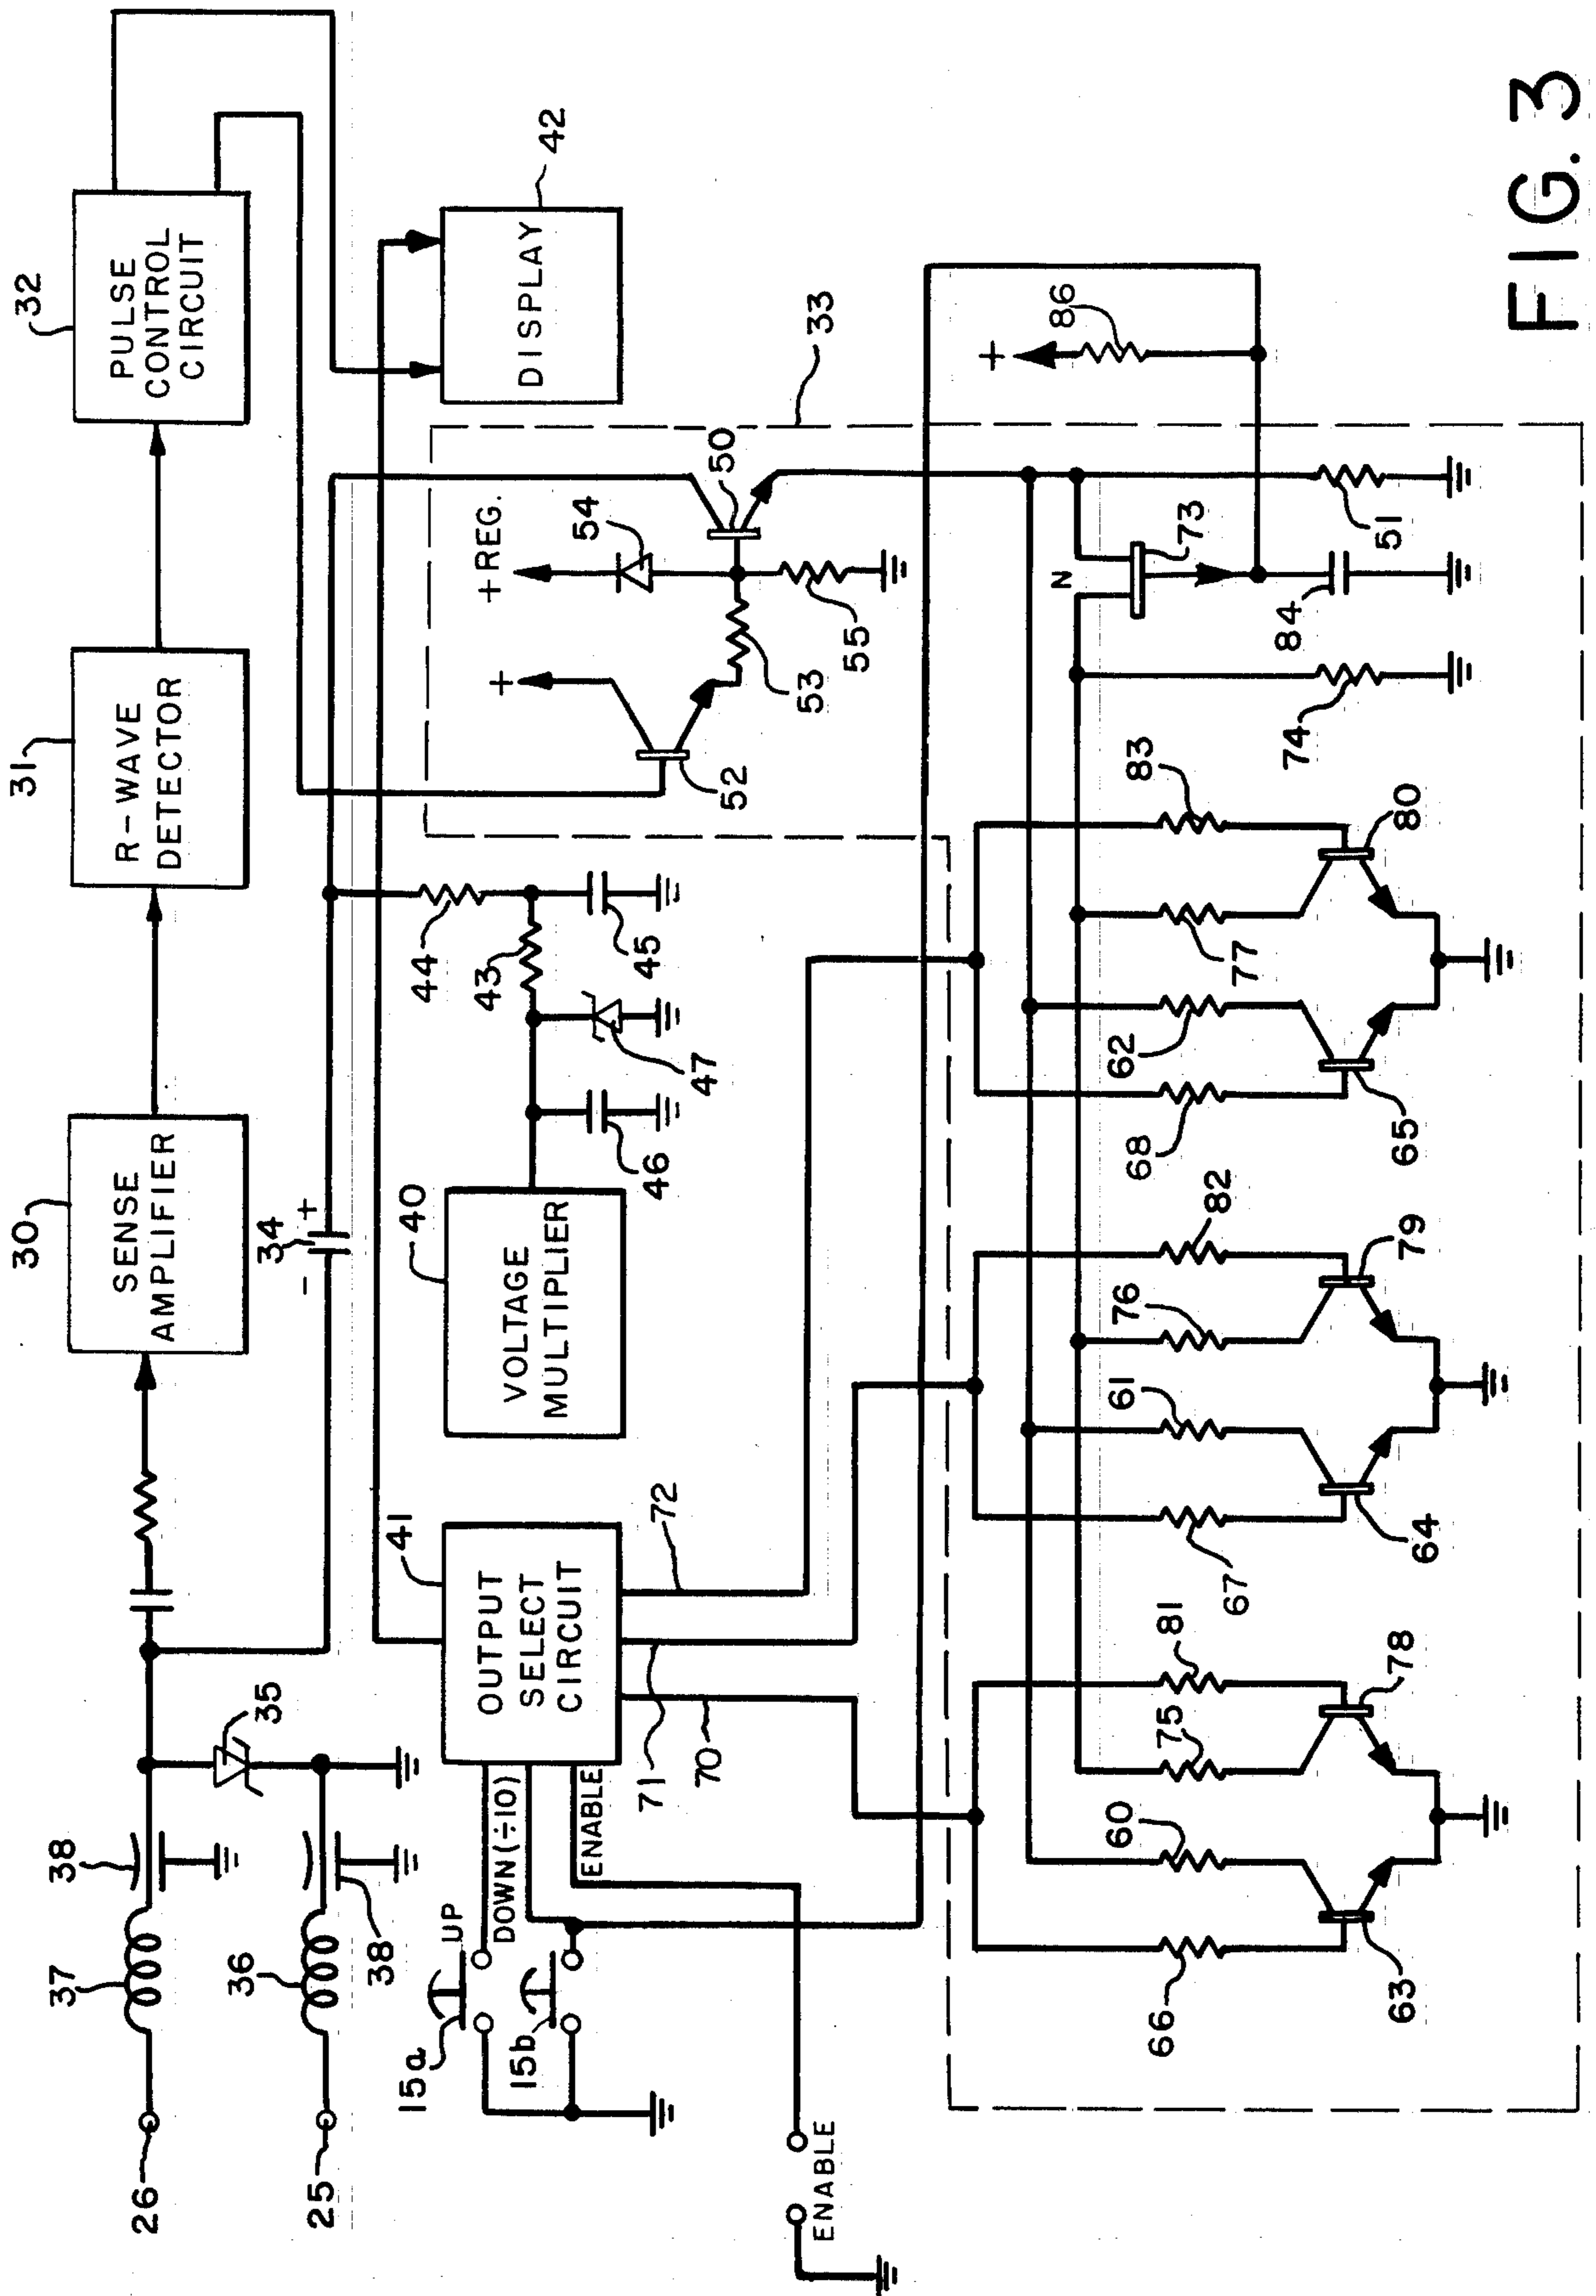 31
32
PULSE
CONTROL
CIRCUIT
R-WAVE
DETECTOR
30
SENSE
AMPLIFIER
34
-
+
37
38
26
35
36
38
25
42
DISPLAY
40
VOLTAGE
MULTIPLIER
44
43
45
47
46
41
OUTPUT
SELECT
CIRCUIT
UP
DOWN(÷10)
ENABLE
15a
15b
ENABLE
70
71
72
33
+REG.
54
50
+
52
53
55
+
86
N
73
51
84
74
83
77
62
68
80
65
82
76
61
67
79
64
81
75
60
66
78
63
FIG. 3